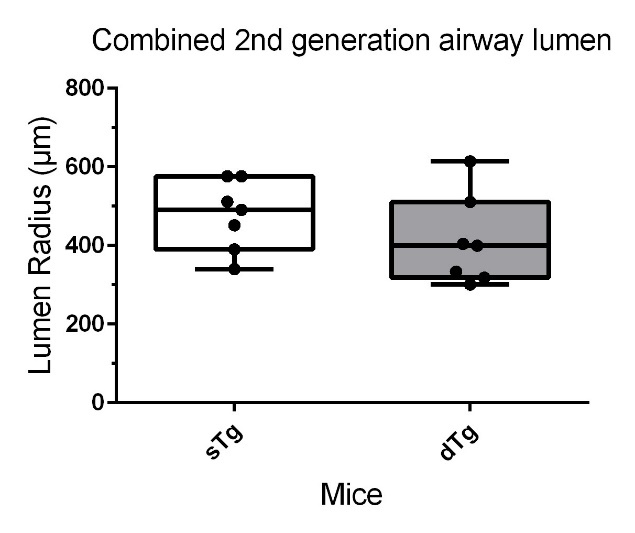 Combined 2nd generation airway lumen
800
600
400
200
0
Lumen Radius (μm)
sTg
dTg
Mice